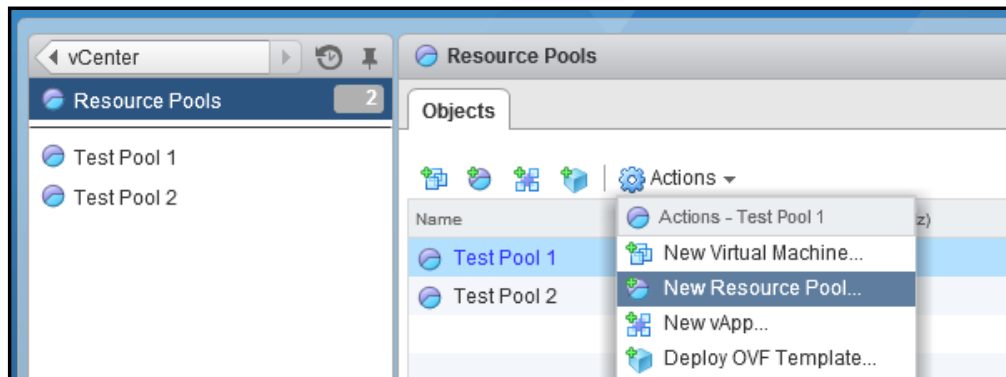 vCenter
Resource Pools 2
Test Pool 1
Test Pool 2
Resource Pools
Objects
Actions
Name
z)
Actions - Test Pool 1
Test Pool 1
New Virtual Machine...
Test Pool 2
New Resource Pool...
New vApp...
Deploy OVF Template...